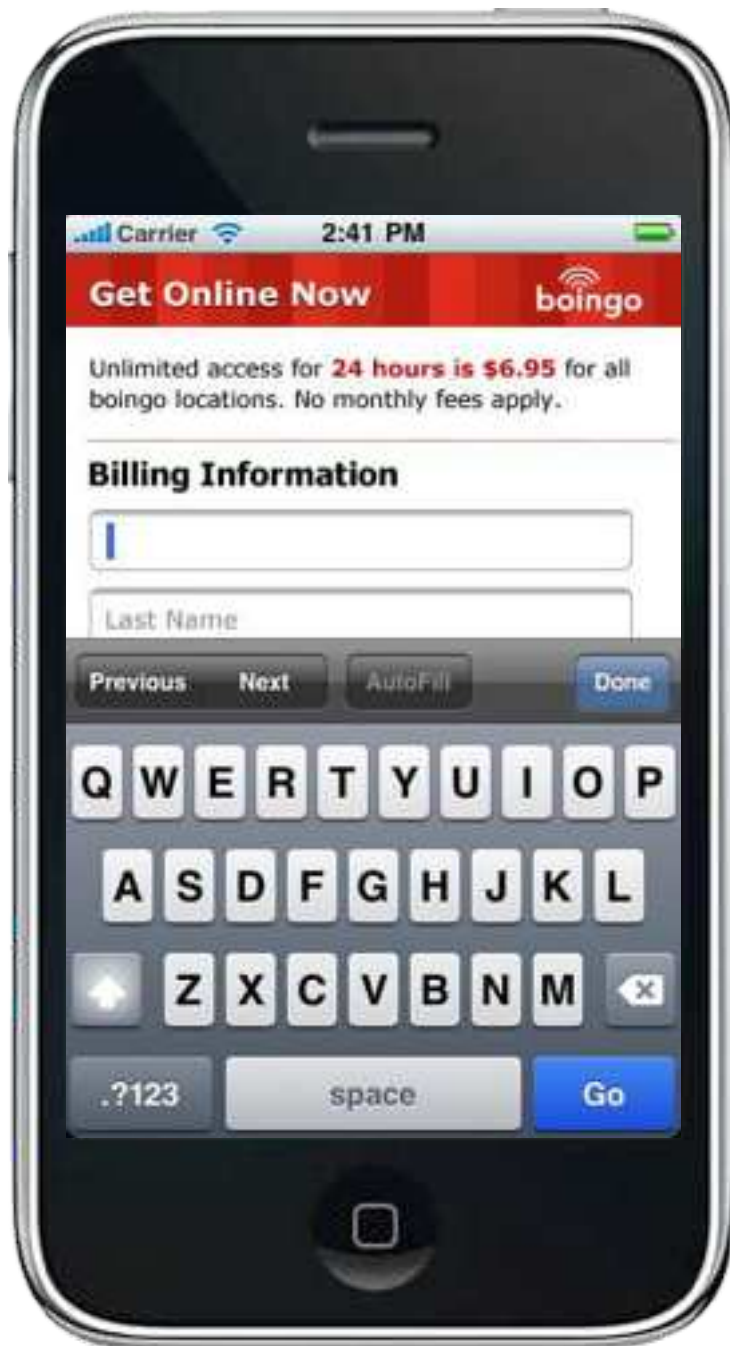 Carrier 2:41 PM
Get Online Now boingo
Unlimited access for 24 hours is $6.95 for all
boingo locations. No monthly fees apply.
Billing Information
Last Name
Previous Next AutoFill Done
Q W E R T Y U I O P
A S D F G H J K L
Z X C V B N M
.?123 space Go